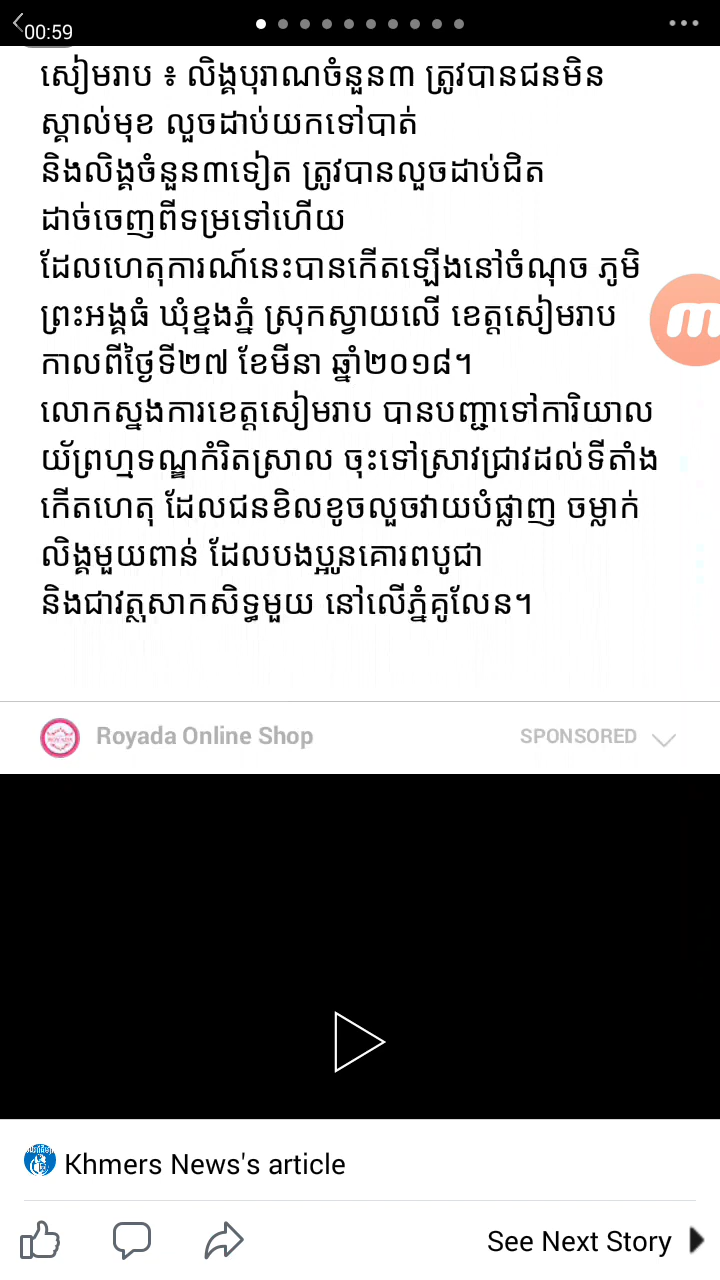 00:59
សៀមរាប ៖ លិង្គបុរាណចំនួន៣ ត្រូវបានជនមិន
ស្គាល់មុខ លួចដាប់យកទៅបាត់
និងលិង្គចំនួន៣ទៀត ត្រូវបានលួចដាប់ជិត
ដាច់ចេញពីទម្រទៅហើយ
ដែលហេតុការណ៍នេះបានកើតឡើងនៅចំណុច ភូមិ
ព្រះអង្គធំ ឃុំខ្នងភ្នំ ស្រុកស្វាយលើ ខេត្តសៀមរាប
កាលពីថ្ងៃទី២៧ ខែមីនា ឆ្នាំ២០១៨។
លោកស្នងការខេត្តសៀមរាប បានបញ្ជាទៅការិយាល
យ័ព្រហ្មទណ្ឌកំរិតស្រាល ចុះទៅស្រាវជ្រាវដល់ទីតាំង
កើតហេតុ ដែលជនខិលខូចលួចវាយបំផ្លាញ ចម្លាក់
លិង្គមួយពាន់ ដែលបងប្អូនគោរពបូជា
និងជាវត្ថុសាកសិទ្ធមួយ នៅលើភ្នំគូលែន។
Royada Online Shop SPONSORED
Khmers News's article
See Next Story